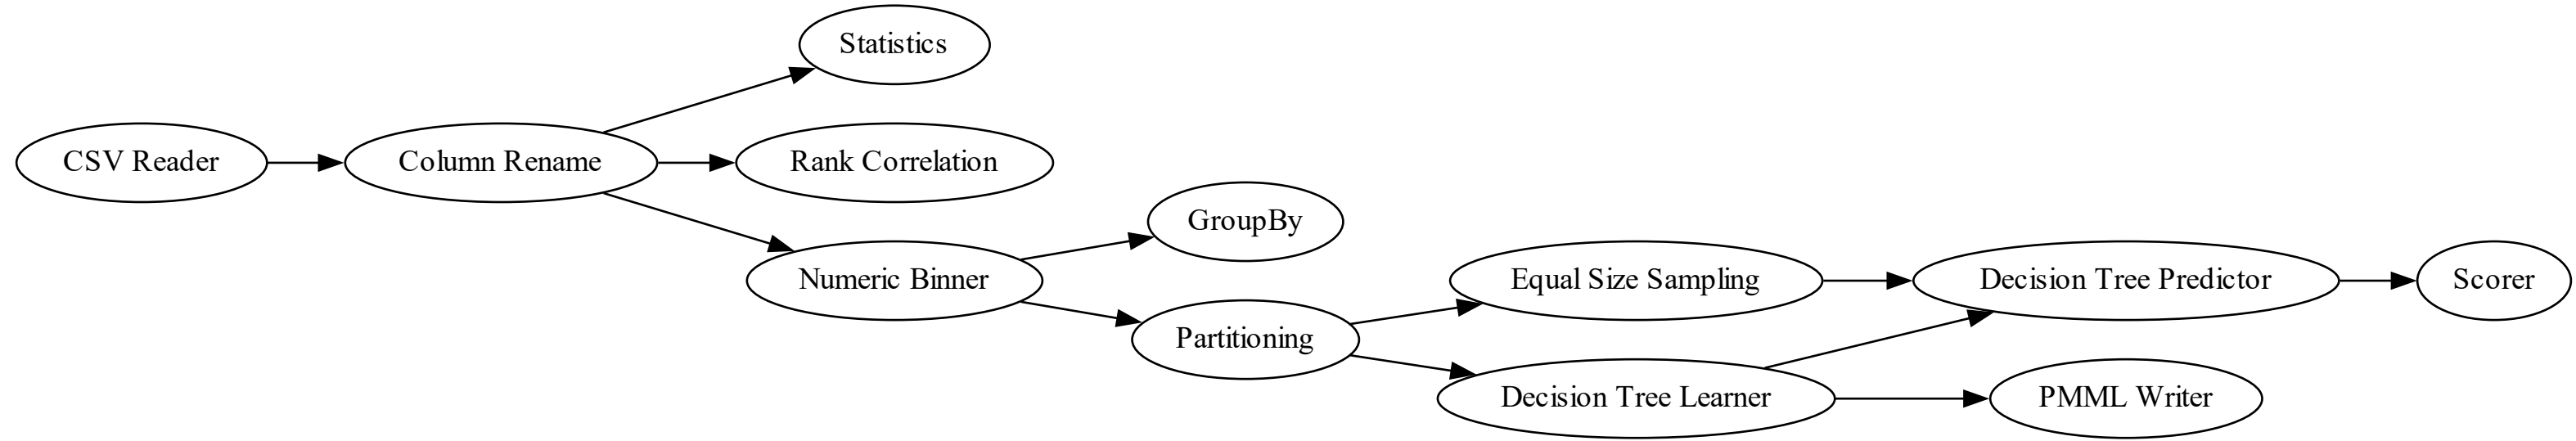 Statistics
CSV Reader
Column Rename
Rank Correlation
GroupBy
Numeric Binner
Equal Size Sampling
Decision Tree Predictor
Scorer
Partitioning
Decision Tree Learner
PMML Writer